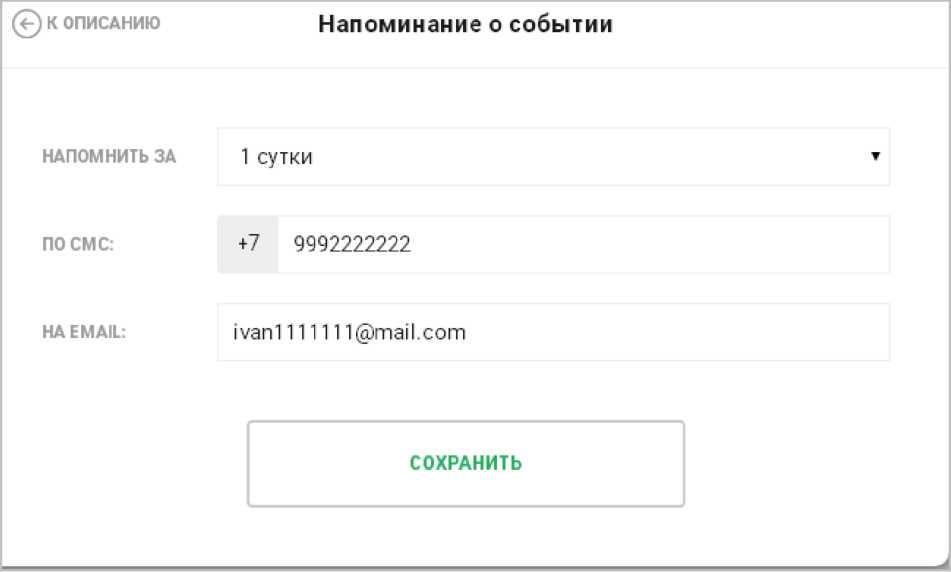 К ОПИСАНИЮ
Напоминание о событии
НАПОМНИТЬ ЗА
1 сутки
ПО СМС:
+7 9992222222
НА EMAIL:
ivan1111111@mail.com
СОХРАНИТЬ